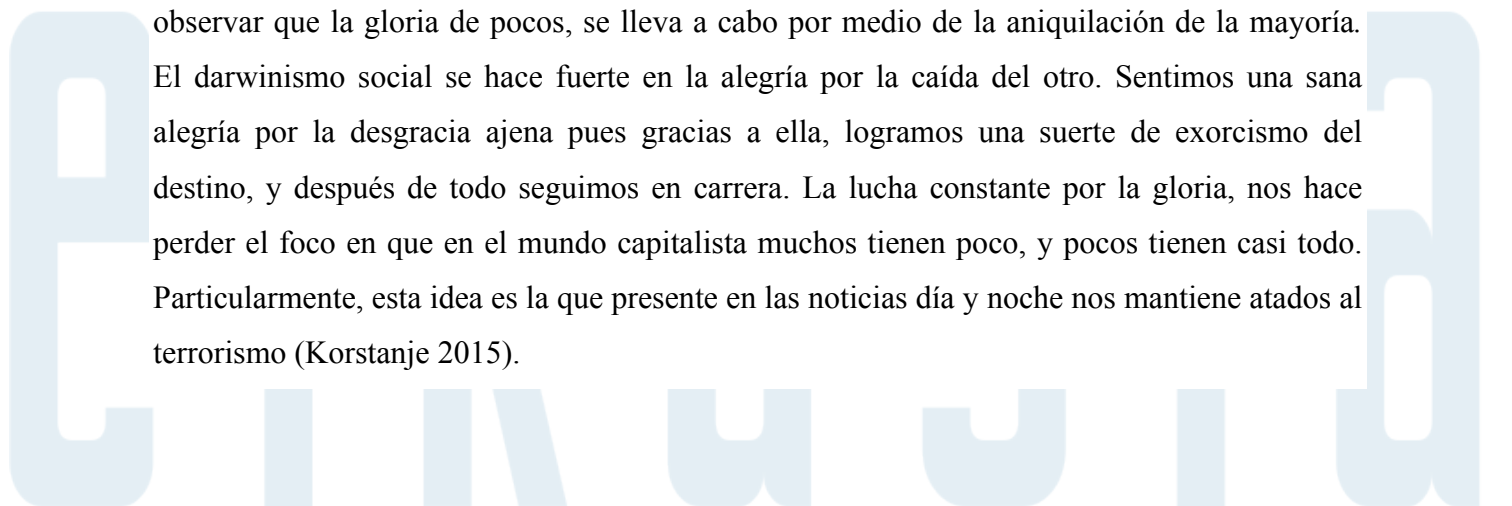 observar que la gloria de pocos, se lleva a cabo por medio de la aniquilación de la mayoría.
El darwinismo social se hace fuerte en la alegría por la caída del otro. Sentimos una sana
alegría por la desgracia ajena pues gracias a ella, logramos una suerte de exorcismo del
destino, y después de todo seguimos en carrera. La lucha constante por la gloria, nos hace
perder el foco en que en el mundo capitalista muchos tienen poco, y pocos tienen casi todo.
Particularmente, esta idea es la que presente en las noticias día y noche nos mantiene atados al
terrorismo (Korstanje 2015).